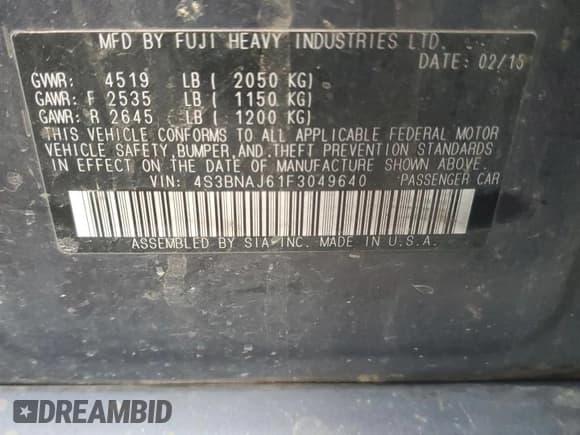 MFD BY FUJI HEAVY INDUSTRIES LTD.
DATE: 02/15
GVWR: 4519 LB ( 2050 KG)
GAWR: F 2535 LB ( 1150 KG)
GAWR: R 2645 LB ( 1200 KG)
THIS VEHICLE CONFORMS TO ALL APPLICABLE FEDERAL MOTOR
VEHICLE SAFETY, BUMPER, AND THEFT PREVENTION STANDARDS
IN EFFECT ON THE DATE OF MANUFACTURE SHOWN ABOVE.
VIN: 4S3BNAJ61F3049640 PASSENGER CAR
ASSEMBLED BY SIA INC. MADE IN U.S.A.
DREAMBID